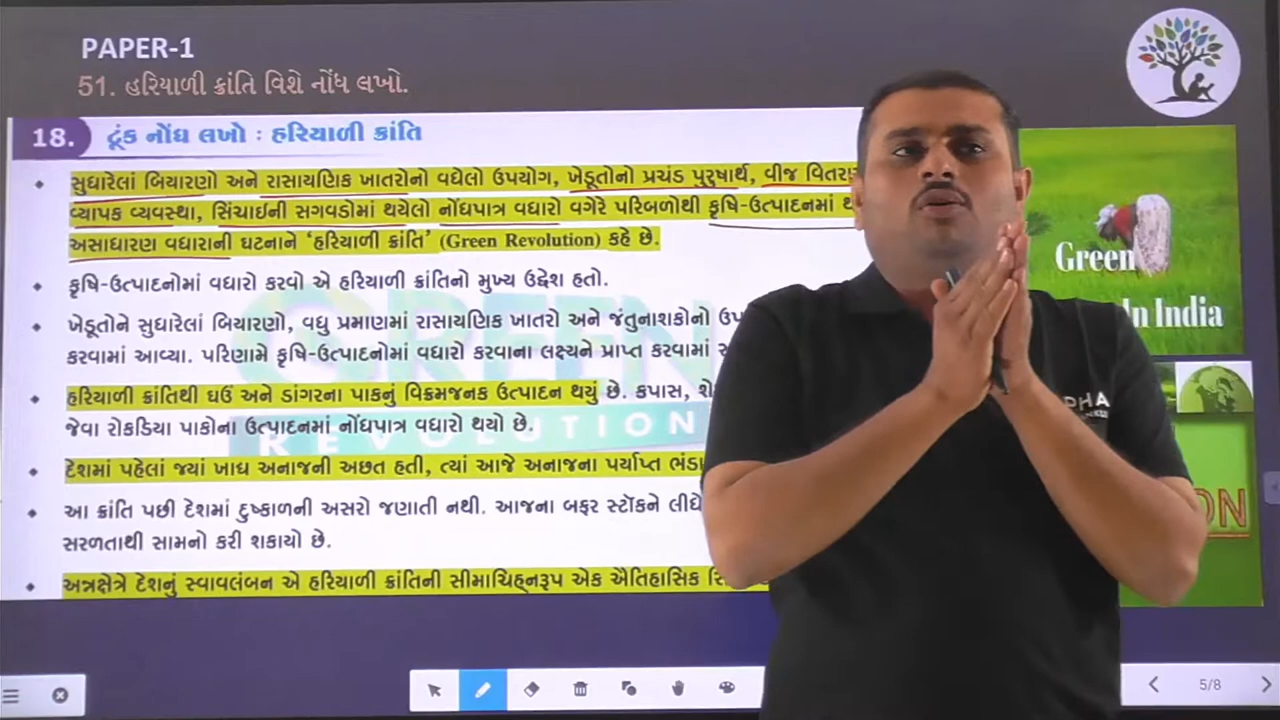 PAPER-1
51. હરિયાળી ક્રાંતિ વિશે નોંધ લખો.
18. ટૂંક નોંધ લખો : હરિયાળી ક્રાંતિ
સુધારેલાં બિયારણો અને રાસાયણિક ખાતરોનો વધેલો ઉપયોગ, ખેડૂતોનો પ્રચંડ પુરુષાર્થ, વીજ
વ્યાપક વ્યવસ્થા, સિંચાઈની સગવડોમાં થયેલો નોંધપાત્ર વધારો વગેરે પરિબળોથી કૃષિ-ઉત્પાદનમાં
અસાધારણ વધારાની ઘટનાને ‘હરિયાળી ક્રાંતિ’ (Green Revolution) કહે છે.
કૃષિ-ઉત્પાદનોમાં વધારો કરવો એ હરિયાળી ક્રાંતિનો મુખ્ય ઉદ્દેશ હતો.
ખેડૂતોને સુધારેલાં બિયારણો, વધુ પ્રમાણમાં રાસાયણિક ખાતરો અને જંતુનાશકોનો
કરવામાં આવ્યા. પરિણામે કૃષિ-ઉત્પાદનોમાં વધારો કરવાના લક્ષ્યને પ્રાપ્ત કરવામાં
હરિયાળી ક્રાંતિથી ઘઉં અને ડાંગરના પાકનું વિક્રમજનક ઉત્પાદન થયું છે. કપાસ,
જેવા રોકડિયા પાકોના ઉત્પાદનમાં નોંધપાત્ર વધારો થયો છે.
દેશમાં પહેલાં જ્યાં ખાદ્ય અનાજની અછત હતી, ત્યાં આજે અનાજના પર્યાપ્ત
આ ક્રાંતિ પછી દેશમાં દુષ્કાળની અસરો જણાતી નથી. આજના બફર સ્ટૉકને લીધે
સરળતાથી સામનો કરી શકાયો છે.
અન્નક્ષેત્રે દેશનું સ્વાવલંબન એ હરિયાળી ક્રાંતિની સીમાચિહ્નરૂપ એક ઐતિહાસિક
GREEN
REVOLUTION
Green
In India
5/8